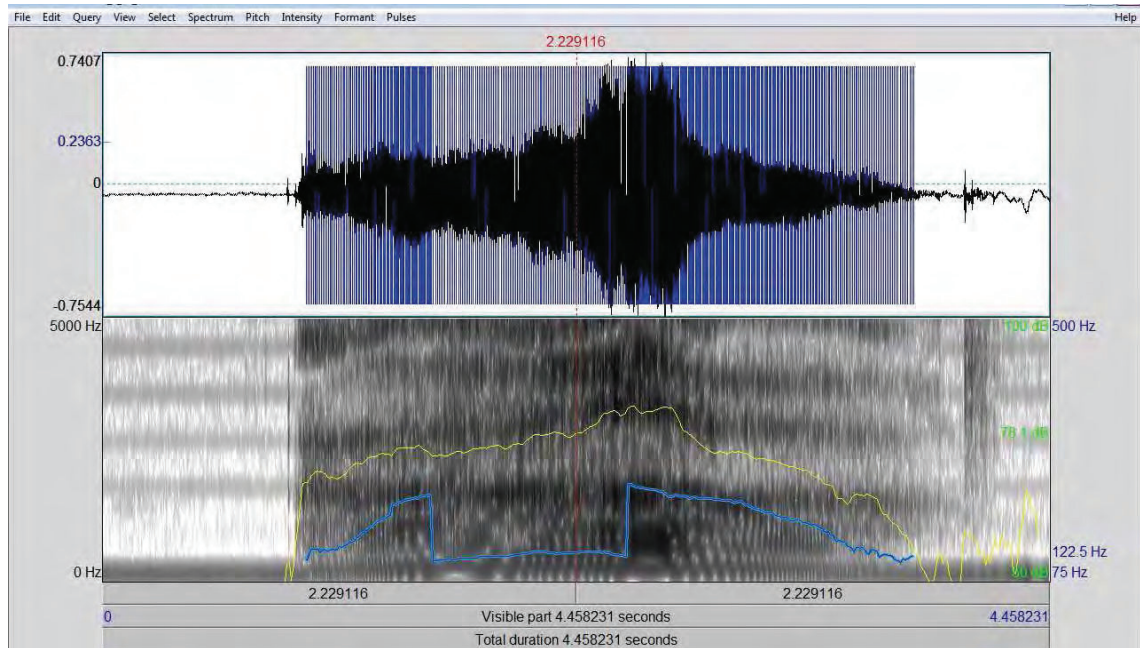 File Edit Query View Select Spectrum Pitch Intensity Formant Pulses Help
2.229116
0.7407
0.2363
0
-0.7544
5000 Hz 100 dB 500 Hz
78.1 dB
122.5 Hz
0 Hz 50 dB 75 Hz
2.229116 2.229116
0 Visible part 4.458231 seconds 4.458231
Total duration 4.458231 seconds